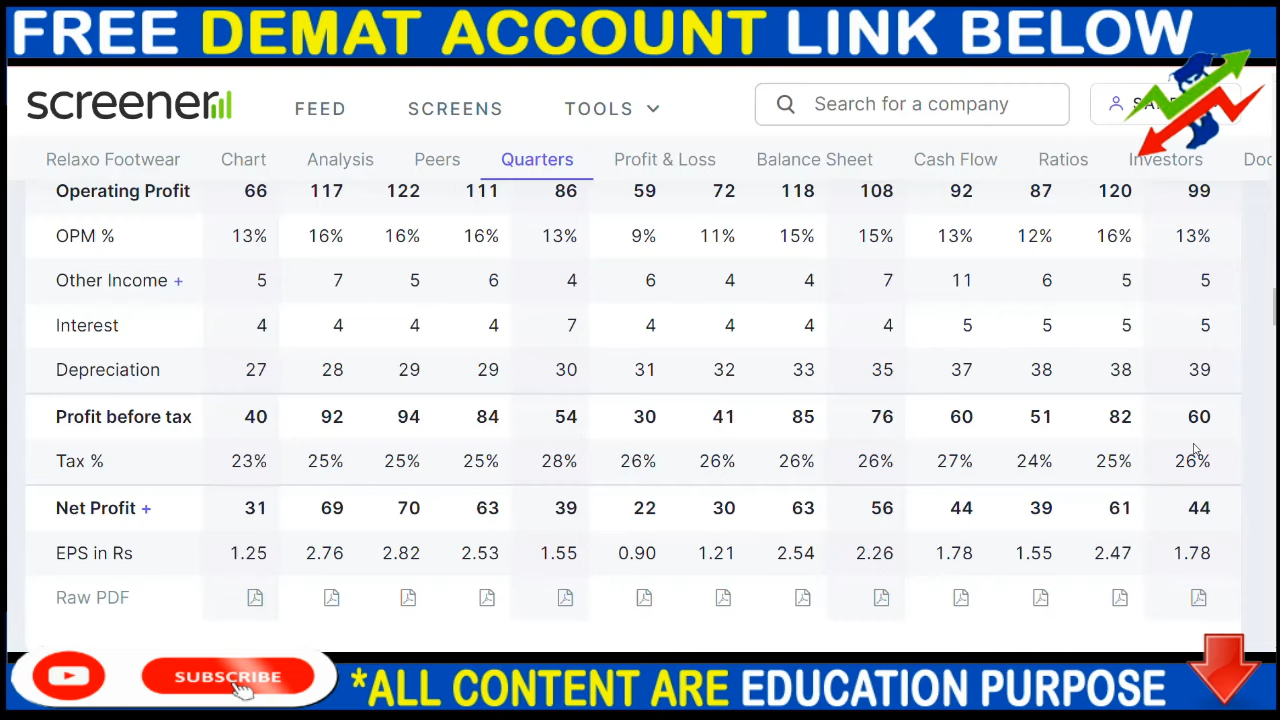 FREE DEMAT ACCOUNT LINK BELOW
screener FEED SCREENS TOOLS Search for a company
Relaxo Footwear Chart Analysis Peers Quarters Profit & Loss Balance Sheet Cash Flow Ratios Investors
Operating Profit 66 117 122 111 86 59 72 118 108 92 87 120 99
OPM % 13% 16% 16% 16% 13% 9% 11% 15% 15% 13% 12% 16% 13%
Other Income + 5 7 5 6 4 6 4 4 7 11 6 5 5
Interest 4 4 4 4 7 4 4 4 4 5 5 5 5
Depreciation 27 28 29 29 30 31 32 33 35 37 38 38 39
Profit before tax 40 92 94 84 54 30 41 85 76 60 51 82 60
Tax % 23% 25% 25% 25% 28% 26% 26% 26% 26% 27% 24% 25% 26%
Net Profit + 31 69 70 63 39 22 30 63 56 44 39 61 44
EPS in Rs 1.25 2.76 2.82 2.53 1.55 0.90 1.21 2.54 2.26 1.78 1.55 2.47 1.78
Raw PDF
SUBSCRIBE
*ALL CONTENT ARE EDUCATION PURPOSE